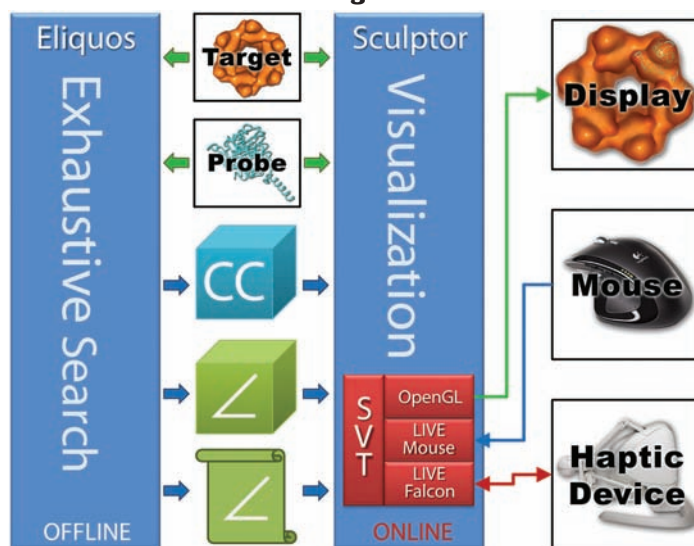 Eliquos
Exhaustive Search
OFFLINE
Target
Probe
CC
Sculptor
Visualization
SVT
OpenGL
LIVE
Mouse
LIVE
Falcon
ONLINE
Display
Mouse
Haptic
Device